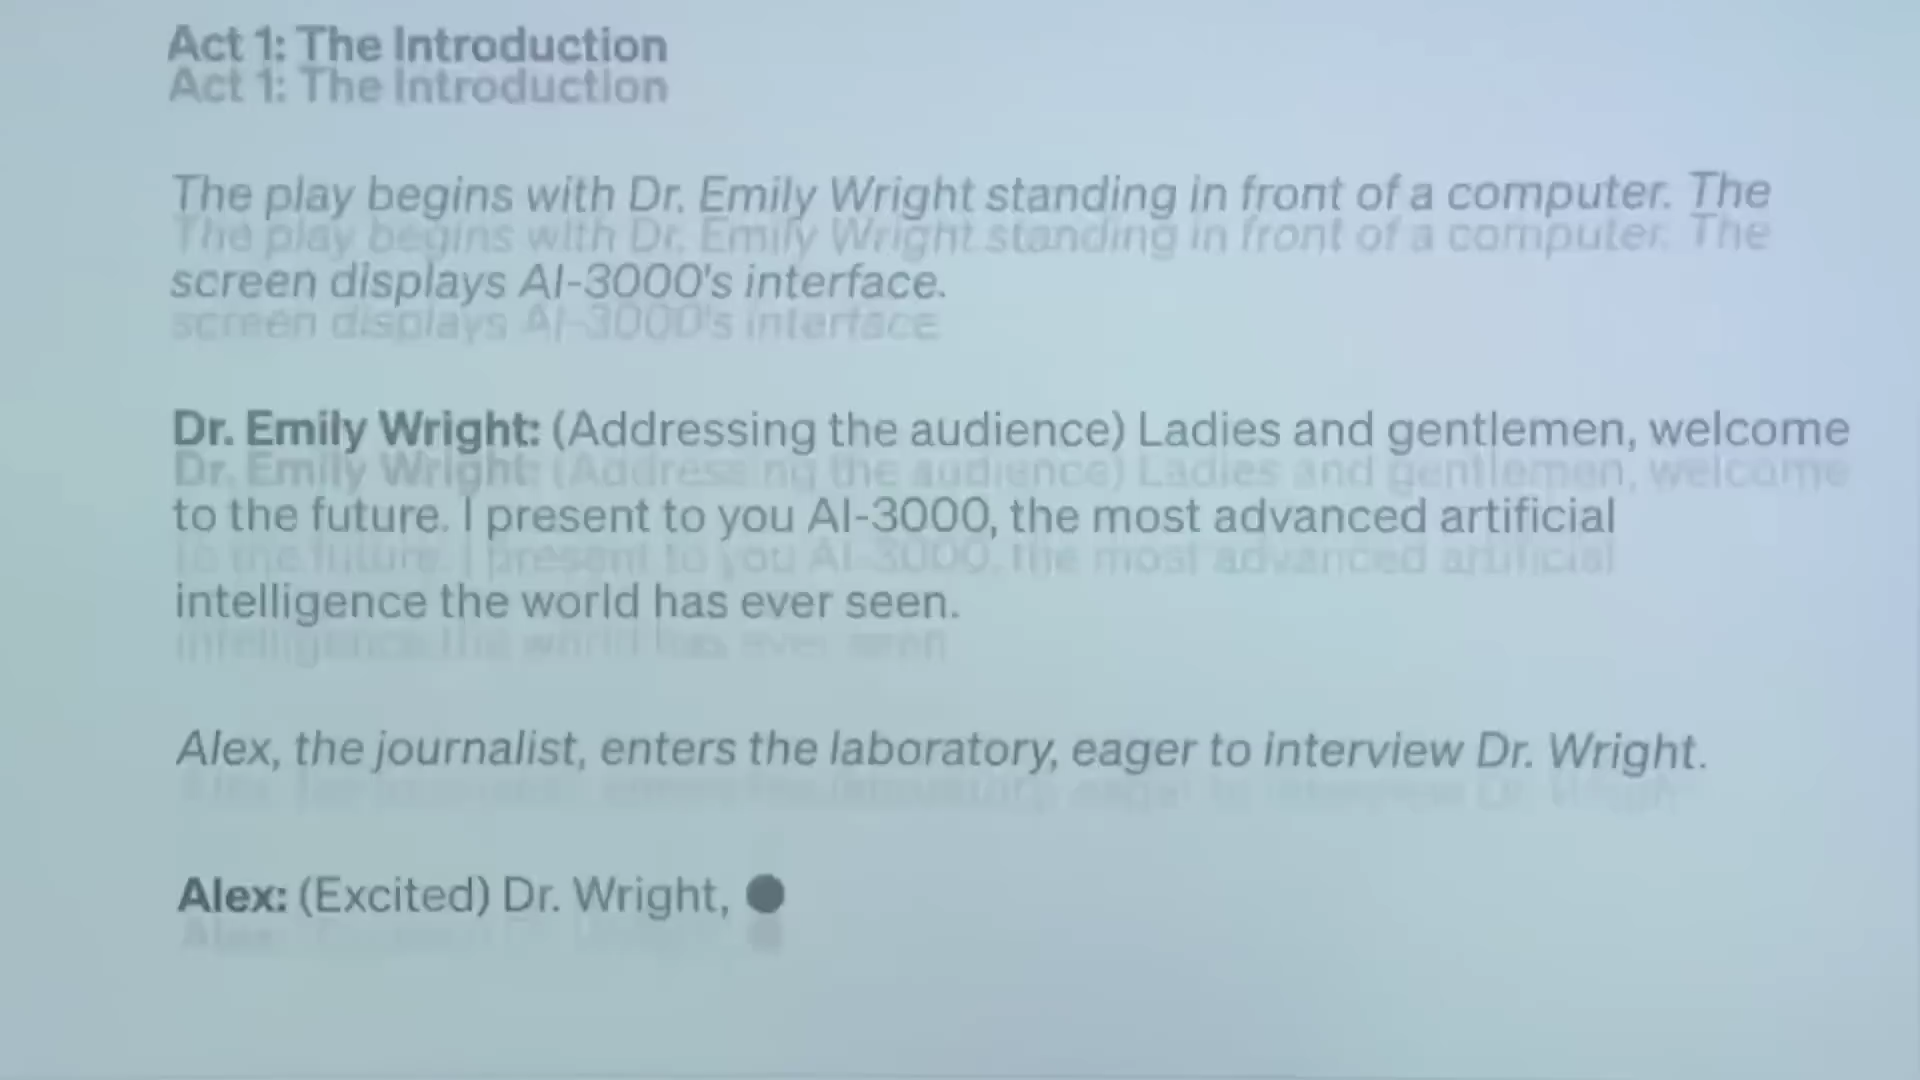 Act 1: The Introduction
The play begins with Dr. Emily Wright standing in front of a computer. The
screen displays AI-3000's interface.
Dr. Emily Wright: (Addressing the audience) Ladies and gentlemen, welcome
to the future. I present to you AI-3000, the most advanced artificial
intelligence the world has ever seen.
Alex, the journalist, enters the laboratory, eager to interview Dr. Wright.
Alex: (Excited) Dr. Wright,